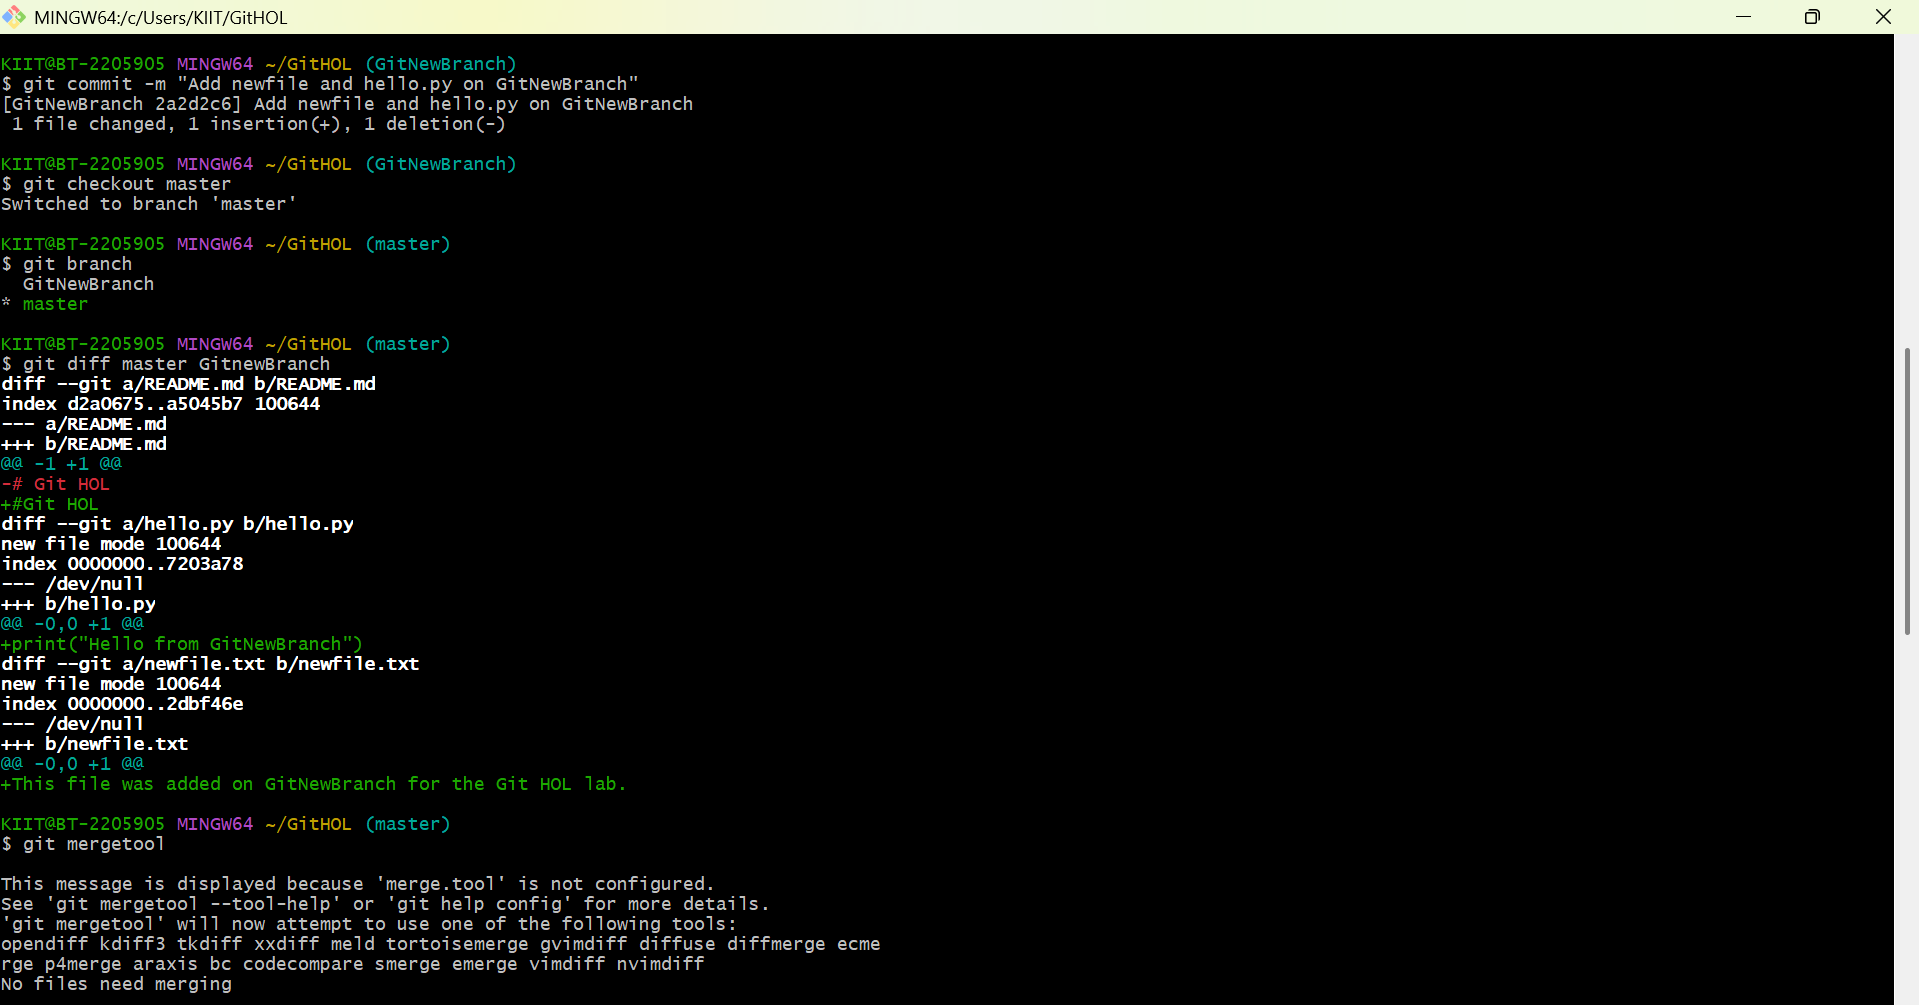 MINGW64:/c/Users/KIIT/GitHOL
KIIT@BT-2205905 MINGW64 ~/GitHOL (GitNewBranch)
$ git commit -m "Add newfile and hello.py on GitNewBranch"
[GitNewBranch 2a2d2c6] Add newfile and hello.py on GitNewBranch
 1 file changed, 1 insertion(+), 1 deletion(-)
KIIT@BT-2205905 MINGW64 ~/GitHOL (GitNewBranch)
$ git checkout master
Switched to branch 'master'
KIIT@BT-2205905 MINGW64 ~/GitHOL (master)
$ git branch
  GitNewBranch
* master
KIIT@BT-2205905 MINGW64 ~/GitHOL (master)
$ git diff master GitnewBranch
diff --git a/README.md b/README.md
index d2a0675..a5045b7 100644
--- a/README.md
+++ b/README.md
@@ -1 +1 @@
-# Git HOL
+#Git HOL
diff --git a/hello.py b/hello.py
new file mode 100644
index 0000000..7203a78
--- /dev/null
+++ b/hello.py
@@ -0,0 +1 @@
+print("Hello from GitNewBranch")
diff --git a/newfile.txt b/newfile.txt
new file mode 100644
index 0000000..2dbf46e
--- /dev/null
+++ b/newfile.txt
@@ -0,0 +1 @@
+This file was added on GitNewBranch for the Git HOL lab.
KIIT@BT-2205905 MINGW64 ~/GitHOL (master)
$ git mergetool
This message is displayed because 'merge.tool' is not configured.
See 'git mergetool --tool-help' or 'git help config' for more details.
'git mergetool' will now attempt to use one of the following tools:
opendiff kdiff3 tkdiff xxdiff meld tortoisemerge gvimdiff diffuse diffmerge ecme
rge p4merge araxis bc codecompare smerge emerge vimdiff nvimdiff
No files need merging